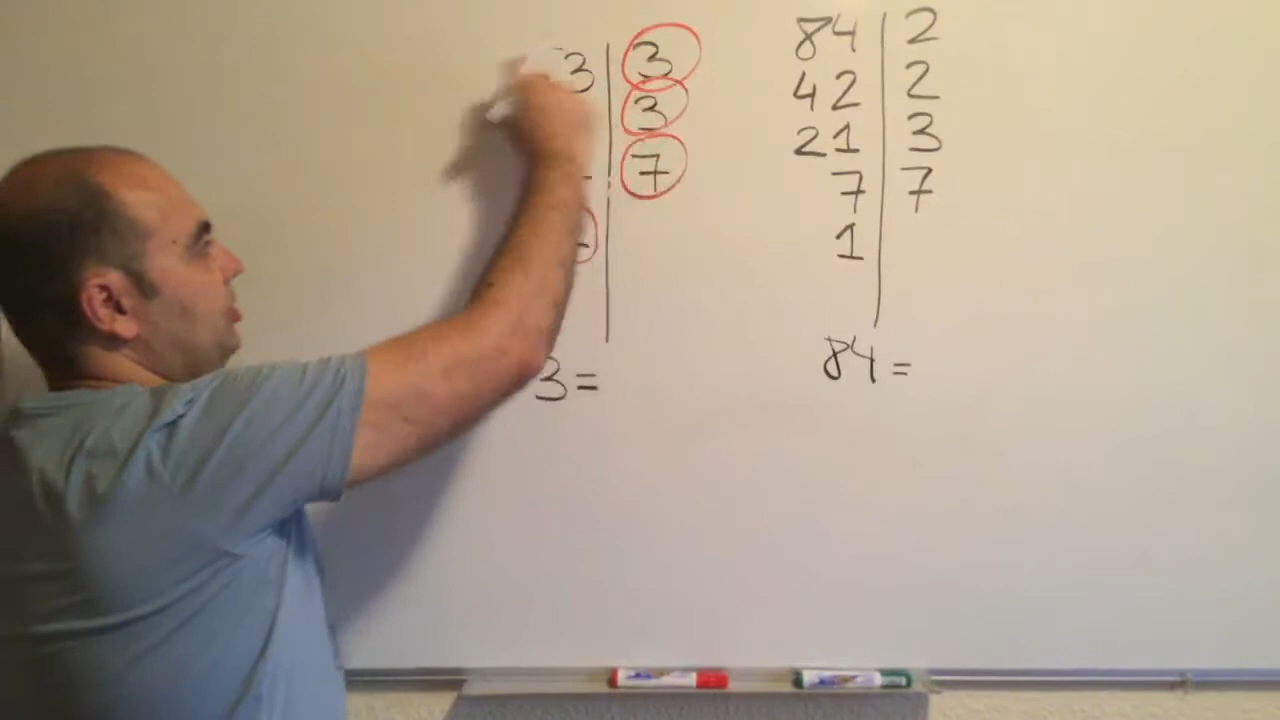 3 | 3
3
7
3 =
84 | 2
42 | 2
21 | 3
7 | 7
1
84 =